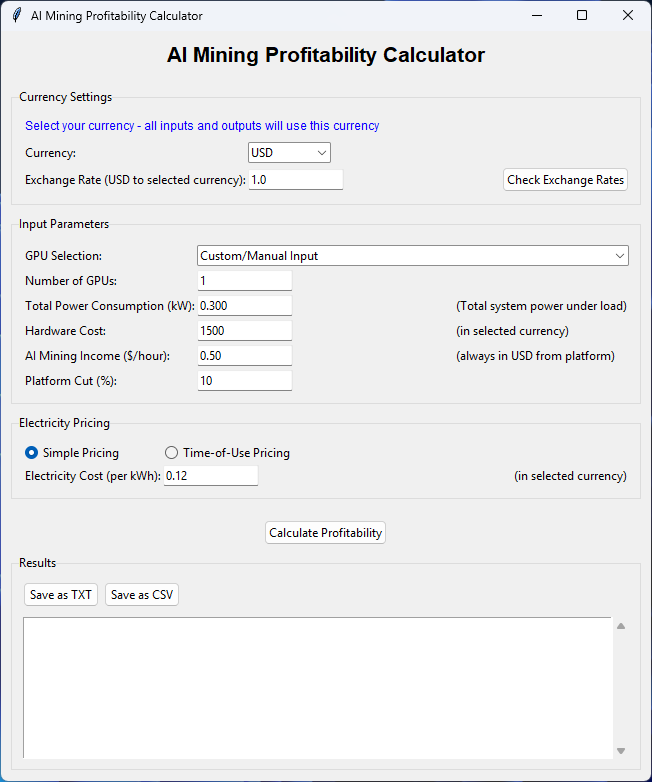 AI Mining Profitability Calculator
AI Mining Profitability Calculator
Currency Settings
Select your currency - all inputs and outputs will use this currency
Currency: USD
Exchange Rate (USD to selected currency): 1.0 Check Exchange Rates
Input Parameters
GPU Selection: Custom/Manual Input
Number of GPUs: 1
Total Power Consumption (kW): 0.300 (Total system power under load)
Hardware Cost: 1500 (in selected currency)
AI Mining Income ($/hour): 0.50 (always in USD from platform)
Platform Cut (%): 10
Electricity Pricing
Simple Pricing Time-of-Use Pricing
Electricity Cost (per kWh): 0.12 (in selected currency)
Calculate Profitability
Results
Save as TXT Save as CSV